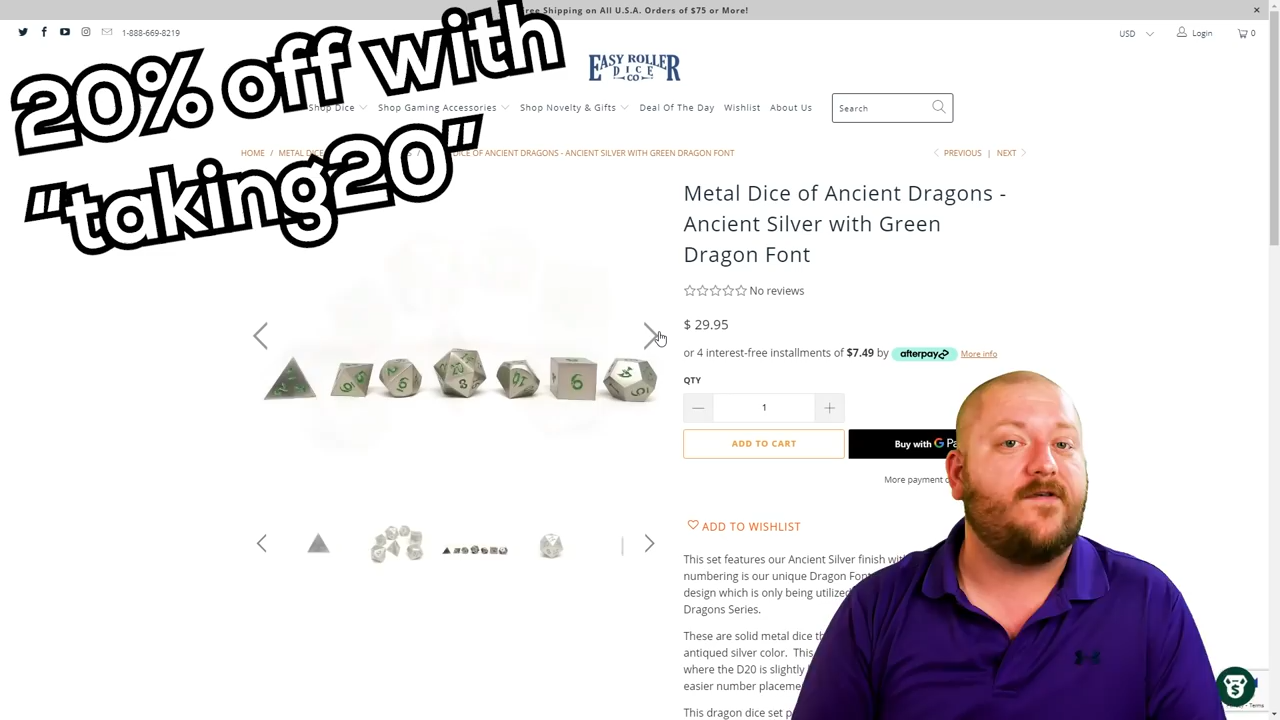 Free Shipping on All U.S.A. Orders of $75 or More!
1-888-669-8219
USD
Login
0
20% off with
"taking20"
EASY ROLLER
DICE
CO
Shop Dice
Shop Gaming Accessories
Shop Novelty & Gifts
Deal Of The Day
Wishlist
About Us
Search
HOME / METAL DICE / DICE OF ANCIENT DRAGONS - ANCIENT SILVER WITH GREEN DRAGON FONT
PREVIOUS | NEXT
Metal Dice of Ancient Dragons -
Ancient Silver with Green
Dragon Font
No reviews
$ 29.95
or 4 interest-free installments of $7.49 by afterpay More info
QTY
1
ADD TO CART
Buy with G Pa
More payment
ADD TO WISHLIST
This set features our Ancient Silver finish
numbering is our unique Dragon Font
design which is only being utilized
Dragons Series.
These are solid metal dice
antiqued silver color. This
where the D20 is slightly
easier number placeme
This dragon dice set
Terms